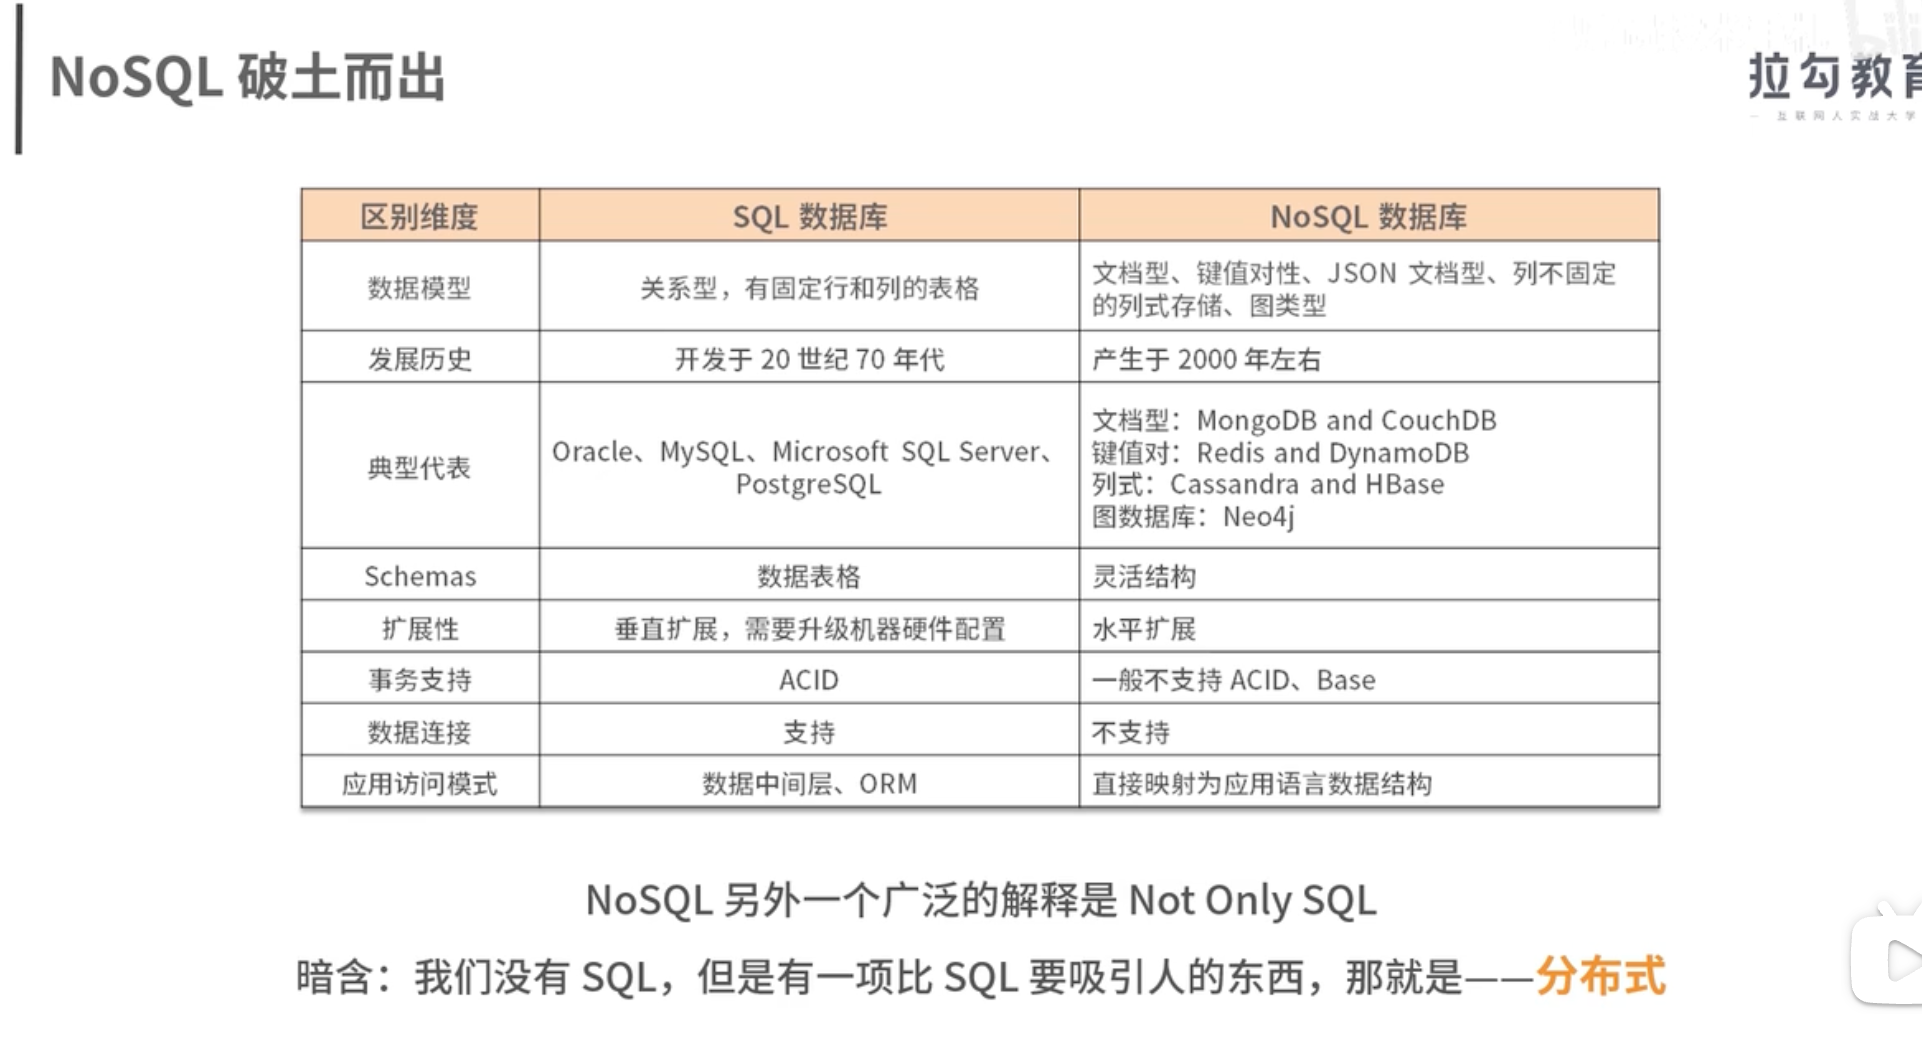 NoSQL 破土而出
拉勾教育
— 互联网人实战大学
区别维度 SQL 数据库 NoSQL 数据库
数据模型 关系型，有固定行和列的表格 文档型、键值对性、JSON 文档型、列不固定
的列式存储、图类型
发展历史 开发于 20 世纪 70 年代 产生于 2000 年左右
典型代表 Oracle、MySQL、Microsoft SQL Server、
PostgreSQL
文档型：MongoDB and CouchDB
键值对：Redis and DynamoDB
列式：Cassandra and HBase
图数据库：Neo4j
Schemas 数据表格 灵活结构
扩展性 垂直扩展，需要升级机器硬件配置 水平扩展
事务支持 ACID 一般不支持 ACID、Base
数据连接 支持 不支持
应用访问模式 数据中间层、ORM 直接映射为应用语言数据结构
NoSQL 另外一个广泛的解释是 Not Only SQL
暗含：我们没有 SQL，但是有一项比 SQL 要吸引人的东西，那就是——分布式